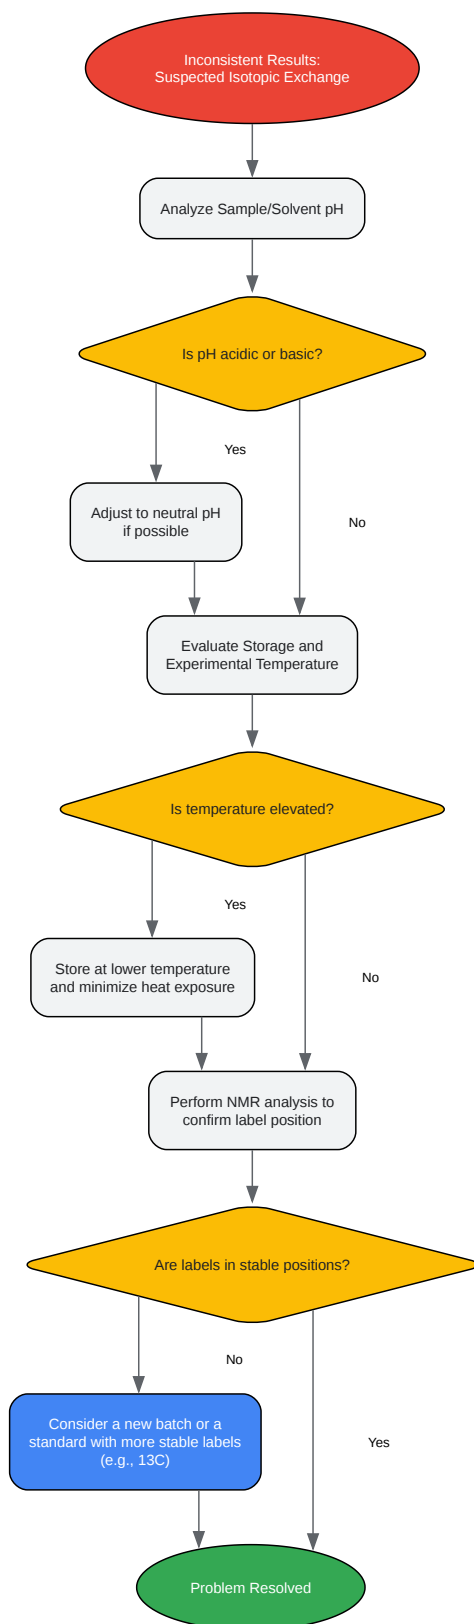 Inconsistent Results:
Suspected Isotopic Exchange
Analyze Sample/Solvent pH
Is pH acidic or basic?
Yes
Adjust to neutral pH
if possible
No
Evaluate Storage and
Experimental Temperature
Is temperature elevated?
Yes
Store at lower temperature
and minimize heat exposure
No
Perform NMR analysis to
confirm label position
Are labels in stable positions?
No
Consider a new batch or a
standard with more stable labels
(e.g., 13C)
Yes
Problem Resolved